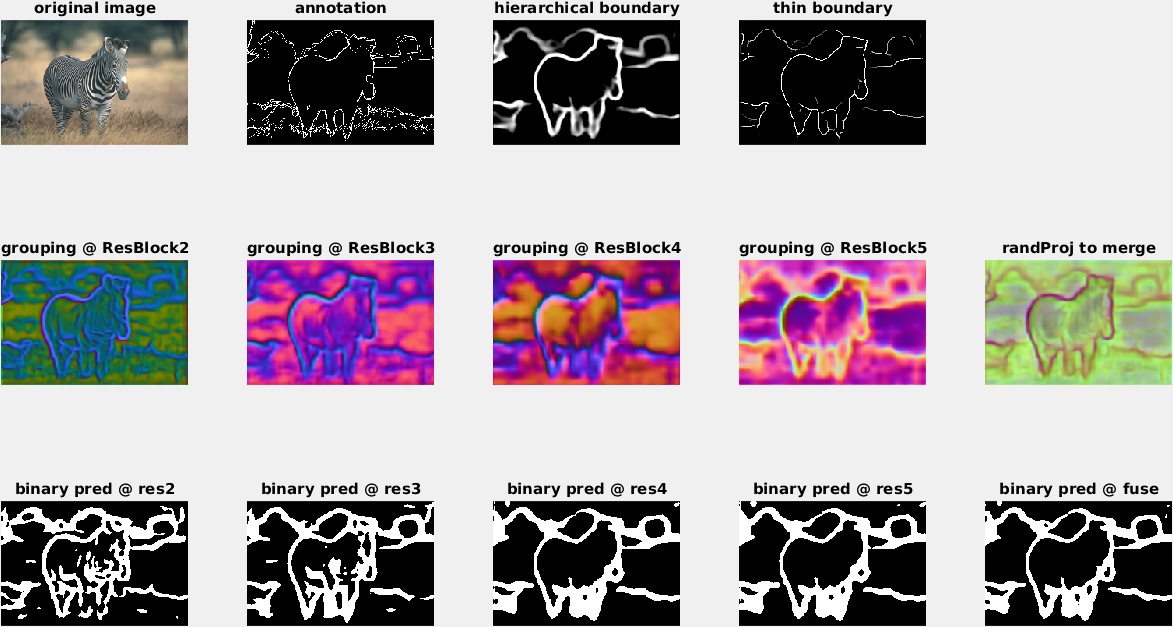 original image
annotation
hierarchical boundary
thin boundary
grouping @ ResBlock2
grouping @ ResBlock3
grouping @ ResBlock4
grouping @ ResBlock5
randProj to merge
binary pred @ res2
binary pred @ res3
binary pred @ res4
binary pred @ res5
binary pred @ fuse